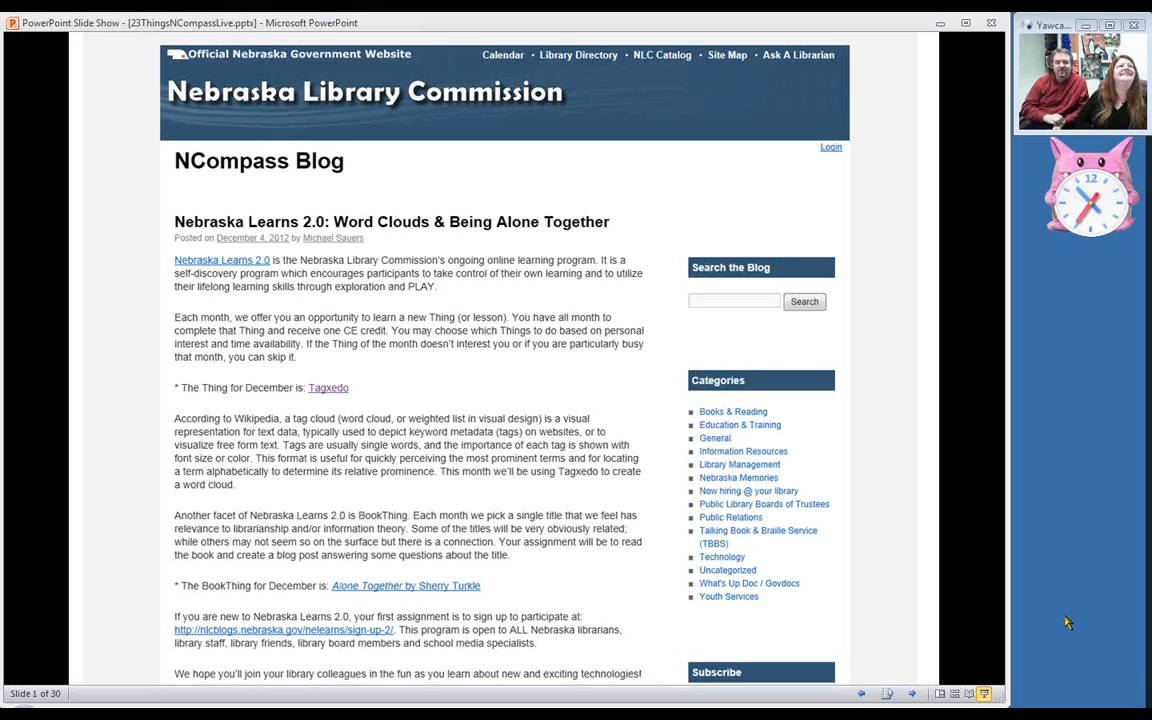 PowerPoint Slide Show - [23ThingsNCompassLive.pptx] - Microsoft PowerPoint
Yawca...
Official Nebraska Government Website
Calendar • Library Directory • NLC Catalog • Site Map • Ask A Librarian
Nebraska Library Commission
Login
NCompass Blog
Nebraska Learns 2.0: Word Clouds & Being Alone Together
Posted on December 4, 2012 by Michael Sauers
Nebraska Learns 2.0 is the Nebraska Library Commission's ongoing online learning program. It is a
self-discovery program which encourages participants to take control of their own learning and to utilize
their lifelong learning skills through exploration and PLAY.
Each month, we offer you an opportunity to learn a new Thing (or lesson). You have all month to
complete that Thing and receive one CE credit. You may choose which Things to do based on personal
interest and time availability. If the Thing of the month doesn't interest you or if you are particularly busy
that month, you can skip it.
* The Thing for December is: Tagxedo
According to Wikipedia, a tag cloud (word cloud, or weighted list in visual design) is a visual
representation for text data, typically used to depict keyword metadata (tags) on websites, or to
visualize free form text. Tags are usually single words, and the importance of each tag is shown with
font size or color. This format is useful for quickly perceiving the most prominent terms and for locating
a term alphabetically to determine its relative prominence. This month we'll be using Tagxedo to create
a word cloud.
Another facet of Nebraska Learns 2.0 is BookThing. Each month we pick a single title that we feel has
relevance to librarianship and/or information theory. Some of the titles will be very obviously related;
while others may not seem so on the surface but there is a connection. Your assignment will be to read
the book and create a blog post answering some questions about the title.
* The BookThing for December is: Alone Together by Sherry Turkle
If you are new to Nebraska Learns 2.0, your first assignment is to sign up to participate at:
http://nlcblogs.nebraska.gov/nelearns/sign-up-2/. This program is open to ALL Nebraska librarians,
library staff, library friends, library board members and school media specialists.
We hope you'll join your library colleagues in the fun as you learn about new and exciting technologies!
Search the Blog
Search
Categories
Books & Reading
Education & Training
General
Information Resources
Library Management
Nebraska Memories
Now hiring @ your library
Public Library Boards of Trustees
Public Relations
Talking Book & Braille Service
(TBBS)
Technology
Uncategorized
What's Up Doc / Govdocs
Youth Services
Subscribe
12
Slide 1 of 30